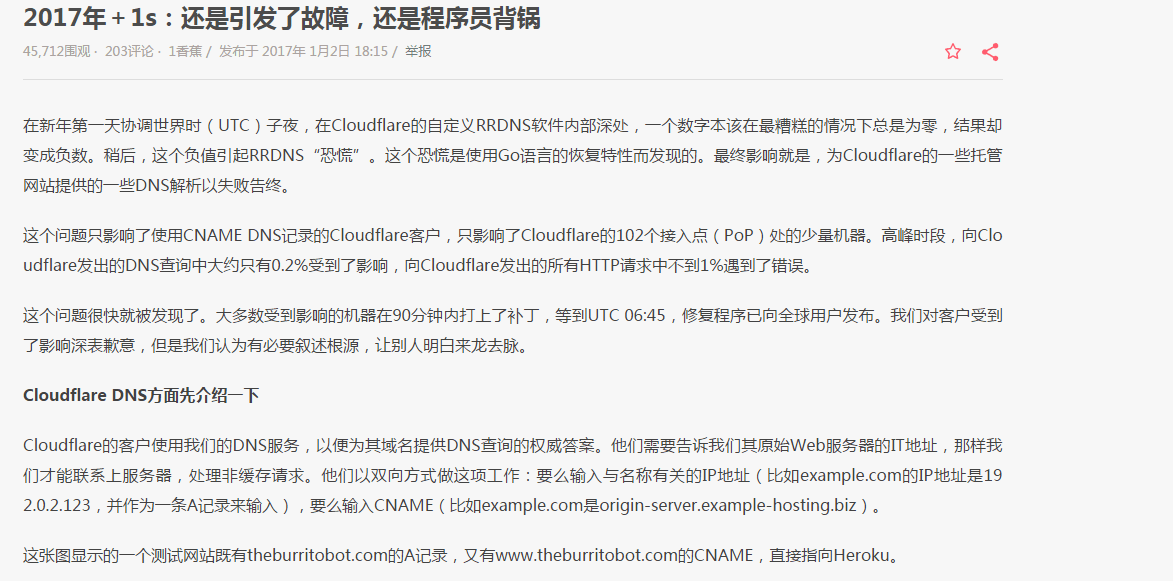 2017年＋1s：还是引发了故障，还是程序员背锅
45,712围观 · 203评论 · 1香蕉 / 发布于 2017年 1月2日 18:15 / 举报
在新年第一天协调世界时（UTC）子夜，在Cloudflare的自定义RRDNS软件内部深处，一个数字本该在最糟糕的情况下总是为零，结果却
变成负数。稍后，这个负值引起RRDNS“恐慌”。这个恐慌是使用Go语言的恢复特性而发现的。最终影响就是，为Cloudflare的一些托管
网站提供的一些DNS解析以失败告终。
这个问题只影响了使用CNAME DNS记录的Cloudflare客户，只影响了Cloudflare的102个接入点（PoP）处的少量机器。高峰时段，向Clo
udflare发出的DNS查询中大约只有0.2%受到了影响，向Cloudflare发出的所有HTTP请求中不到1%遇到了错误。
这个问题很快就被发现了。大多数受到影响的机器在90分钟内打上了补丁，等到UTC 06:45，修复程序已向全球用户发布。我们对客户受到
了影响深表歉意，但是我们认为有必要叙述根源，让别人明白来龙去脉。
Cloudflare DNS方面先介绍一下
Cloudflare的客户使用我们的DNS服务，以便为其域名提供DNS查询的权威答案。他们需要告诉我们其原始Web服务器的IT地址，那样我
们才能联系上服务器，处理非缓存请求。他们以双向方式做这项工作：要么输入与名称有关的IP地址（比如example.com的IP地址是19
2.0.2.123，并作为一条A记录来输入），要么输入CNAME（比如example.com是origin-server.example-hosting.biz）。
这张图显示的一个测试网站既有theburritobot.com的A记录，又有www.theburritobot.com的CNAME，直接指向Heroku。